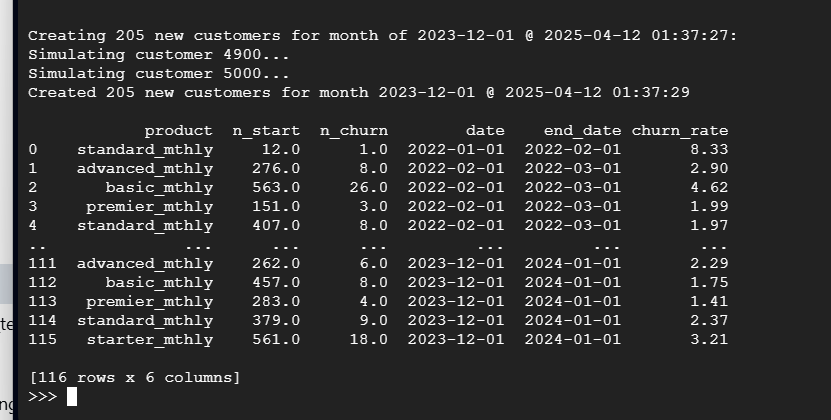 Creating 205 new customers for month of 2023-12-01 @ 2025-04-12 01:37:27:
Simulating customer 4900...
Simulating customer 5000...
Created 205 new customers for month 2023-12-01 @ 2025-04-12 01:37:29
product n_start n_churn date end_date churn_rate
0 standard_mthly 12.0 1.0 2022-01-01 2022-02-01 8.33
1 advanced_mthly 276.0 8.0 2022-02-01 2022-03-01 2.90
2 basic_mthly 563.0 26.0 2022-02-01 2022-03-01 4.62
3 premier_mthly 151.0 3.0 2022-02-01 2022-03-01 1.99
4 standard_mthly 407.0 8.0 2022-02-01 2022-03-01 1.97
.. ... ... ... ... ... ...
111 advanced_mthly 262.0 6.0 2023-12-01 2024-01-01 2.29
112 basic_mthly 457.0 8.0 2023-12-01 2024-01-01 1.75
113 premier_mthly 283.0 4.0 2023-12-01 2024-01-01 1.41
114 standard_mthly 379.0 9.0 2023-12-01 2024-01-01 2.37
115 starter_mthly 561.0 18.0 2023-12-01 2024-01-01 3.21
[116 rows x 6 columns]
>>>